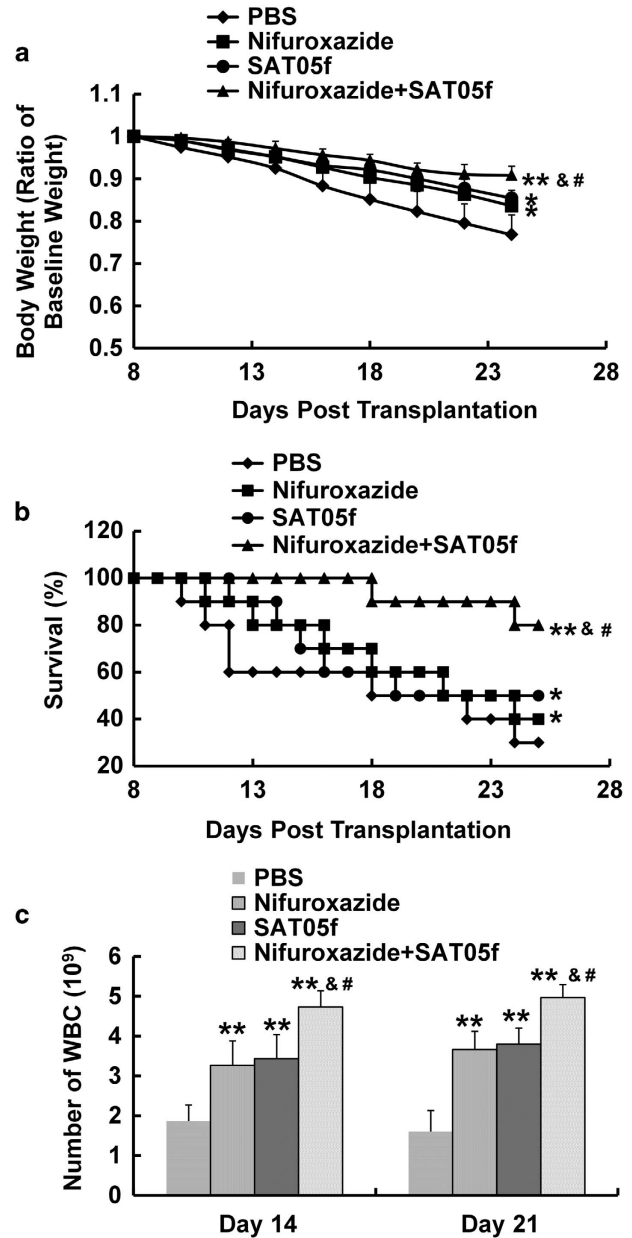 a
PBS
Nifuroxazide
SAT05f
Nifuroxazide+SAT05f
Body Weight (Ratio of
Baseline Weight)
1.1
1
0.9
0.8
0.7
0.6
0.5
** & #
*
*
8 13 18 23 28
Days Post Transplantation
b
PBS
Nifuroxazide
SAT05f
Nifuroxazide+SAT05f
Survival (%)
120
100
80
60
40
20
** & #
*
*
8 13 18 23 28
Days Post Transplantation
c
PBS
Nifuroxazide
SAT05f
Nifuroxazide+SAT05f
Number of WBC (10⁹)
6
5
4
3
2
1
0
** ** ** & #
** ** ** & #
Day 14 Day 21